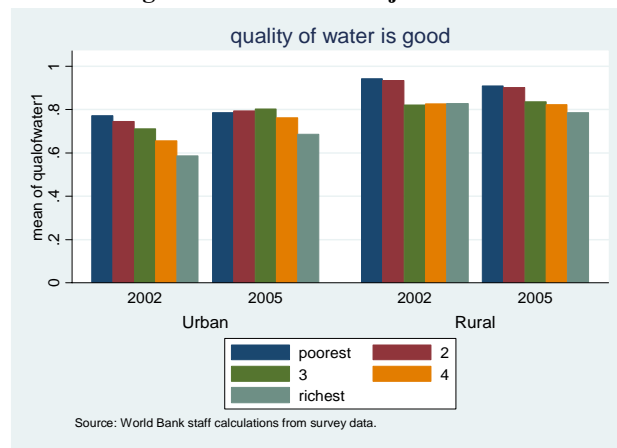 quality of water is good
mean of qualofwater1
1
.8
.6
.4
.2
0
2002 2005 2002 2005
Urban Rural
poorest 2
3 4
richest
Source: World Bank staff calculations from survey data.